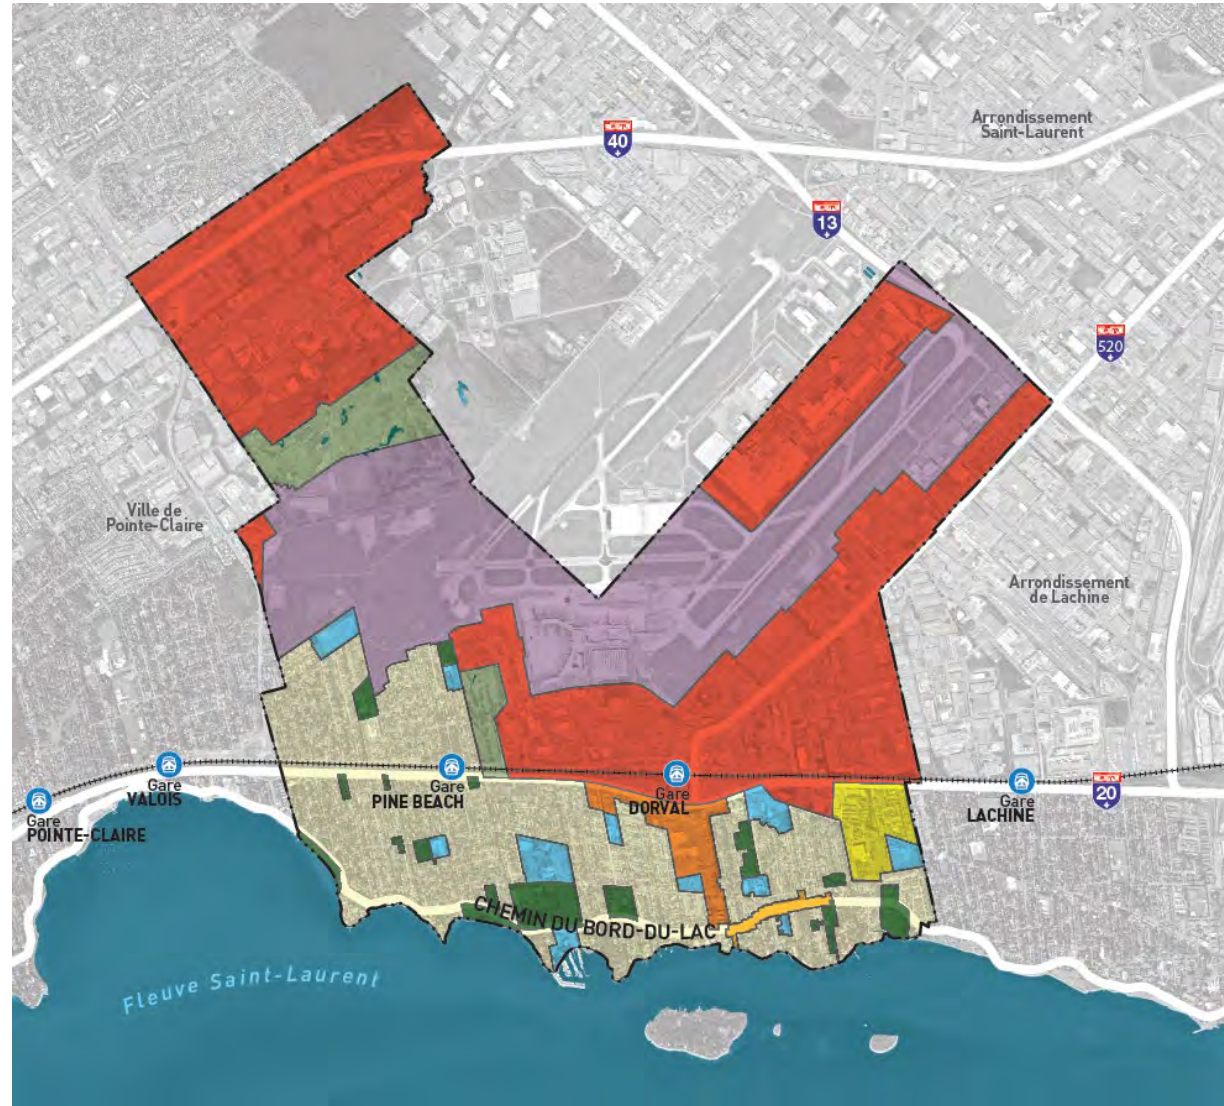 Arrondissement
Saint-Laurent
40
13
520
Ville de
Pointe-Claire
Arrondissement
de Lachine
Gare
VALOIS
Gare
PINE BEACH
Gare
DORVAL
Gare
LACHINE
20
Gare
POINTE-CLAIRE
CHEMIN DU BORD-DU-LAC
Fleuve Saint-Laurent